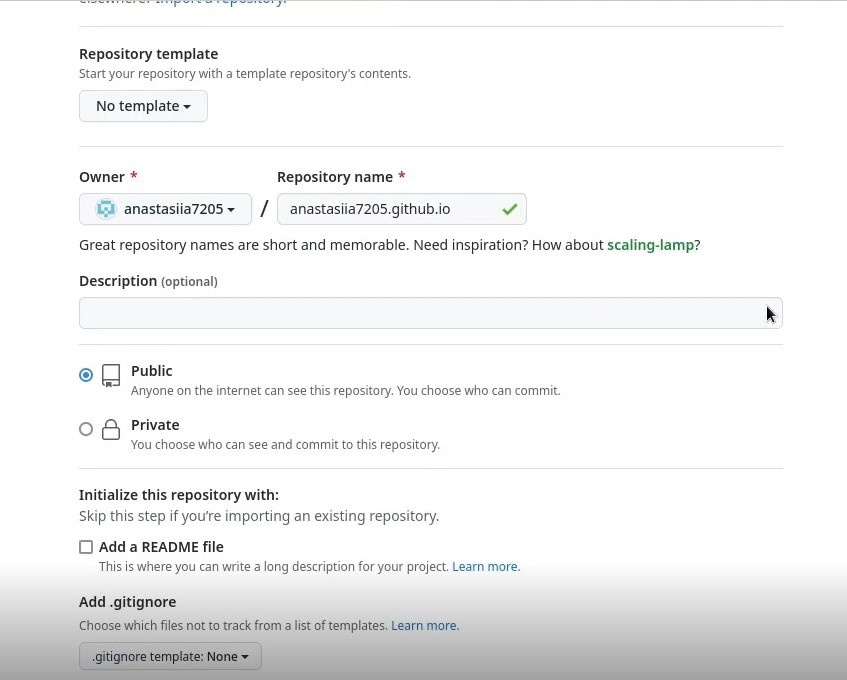 elsewhere? Import a repository.
Repository template
Start your repository with a template repository's contents.
No template
Owner *
Repository name *
anastasiia7205 / anastasiia7205.github.io
Great repository names are short and memorable. Need inspiration? How about scaling-lamp?
Description (optional)
Public
Anyone on the internet can see this repository. You choose who can commit.
Private
You choose who can see and commit to this repository.
Initialize this repository with:
Skip this step if you’re importing an existing repository.
Add a README file
This is where you can write a long description for your project. Learn more.
Add .gitignore
Choose which files not to track from a list of templates. Learn more.
.gitignore template: None